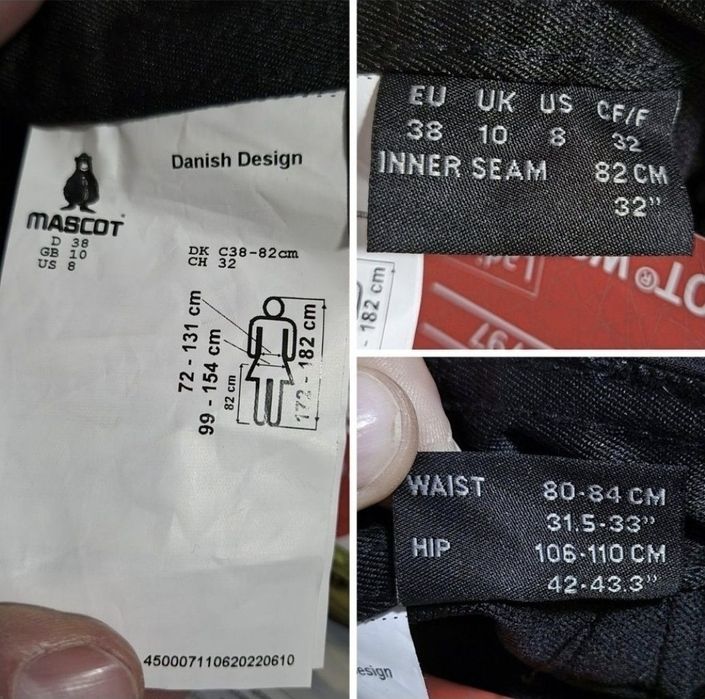 Danish Design
MASCOT
D 38
GB 10
US 8
DK C38-82cm
CH 32
72 - 131 cm
99 - 154 cm
82 cm
172 - 182 cm
450007110620220610
EU UK US CF/F
38 10 8 32
INNER SEAM 82 CM
32"
182 cm
WAIST 80-84 CM
31.5-33"
HIP 106-110 CM
42-43.3"
esign